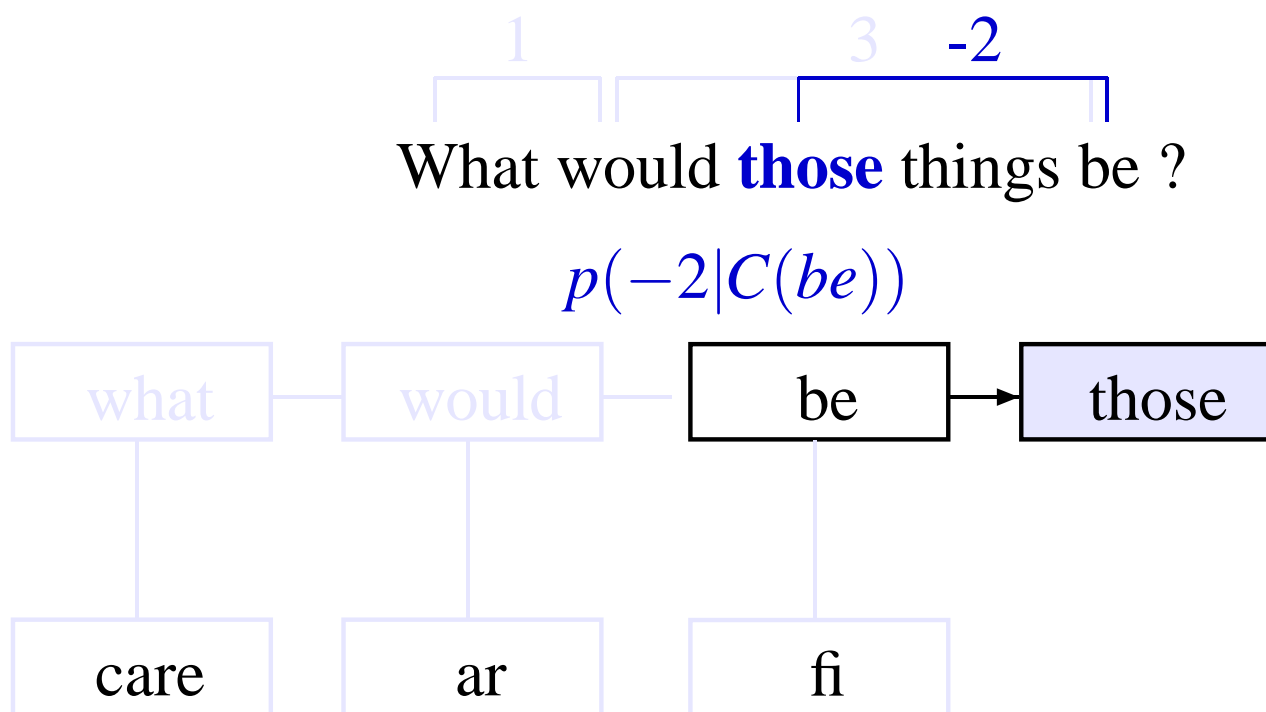 1 3 -2
What would those things be ?
p(−2|C(be))
what would be those
care ar fi